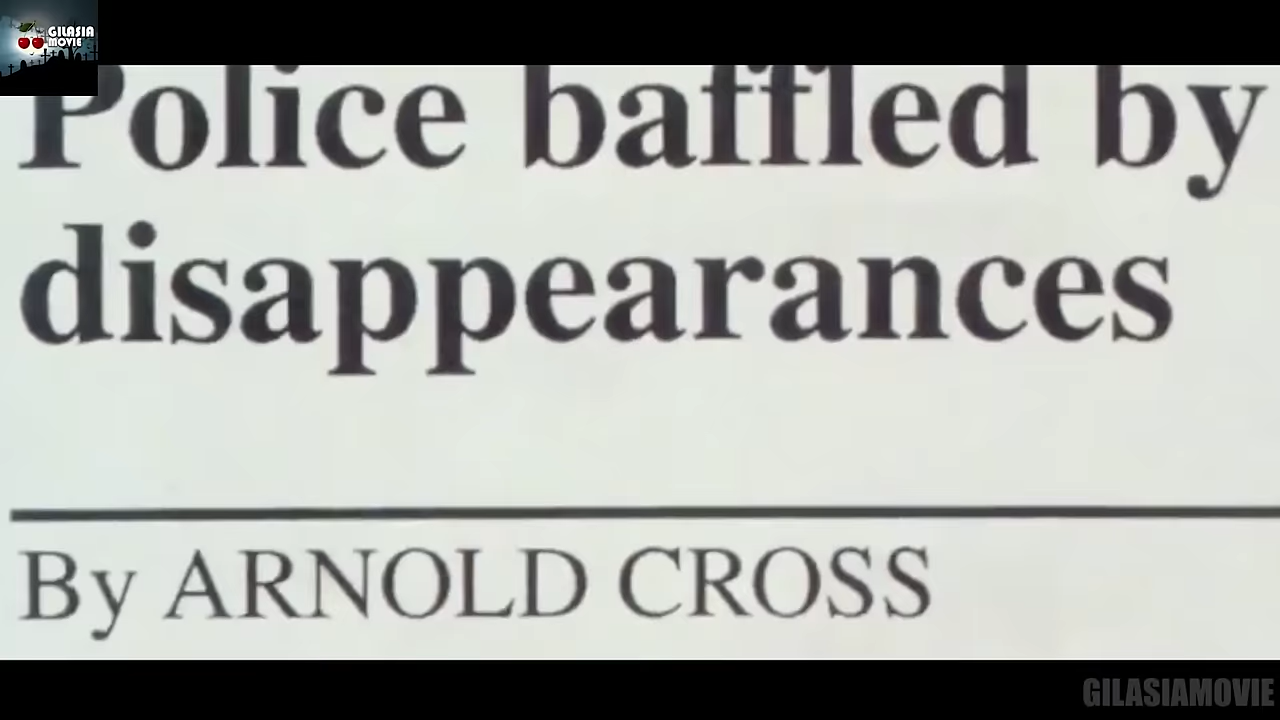 GILASIA
MOVIE
Police baffled by
disappearances
By ARNOLD CROSS
GILASIAMOVIE